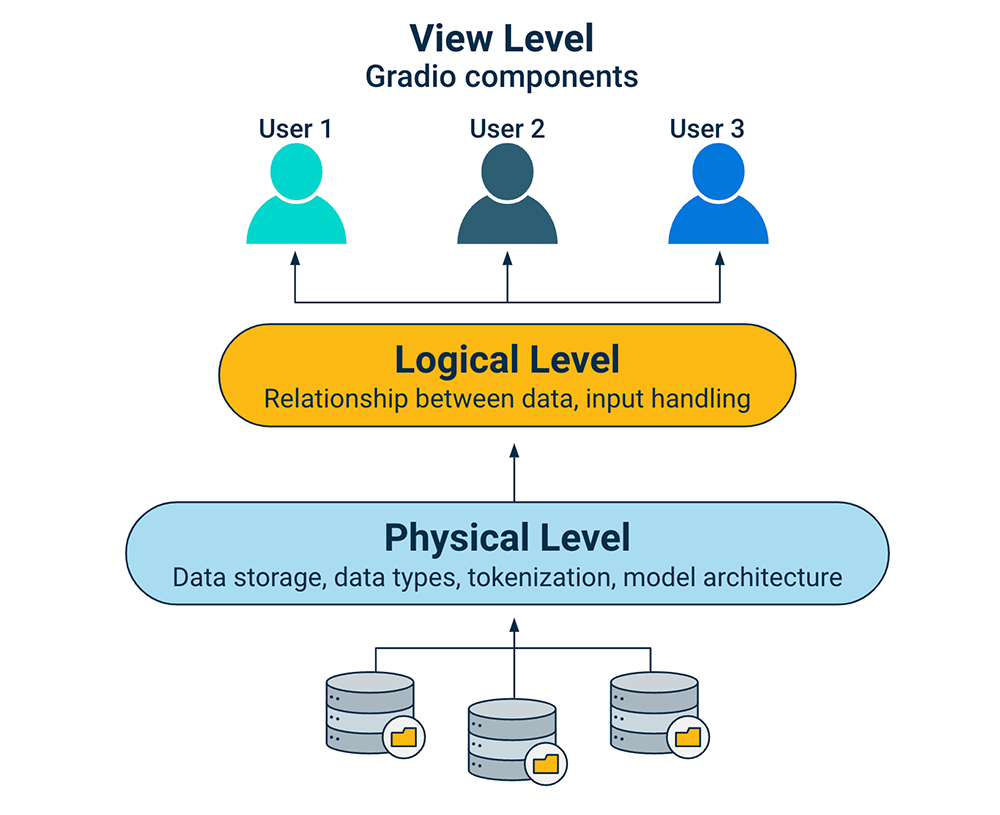 View Level
Gradio components
User 1
User 2
User 3
Logical Level
Relationship between data, input handling
Physical Level
Data storage, data types, tokenization, model architecture